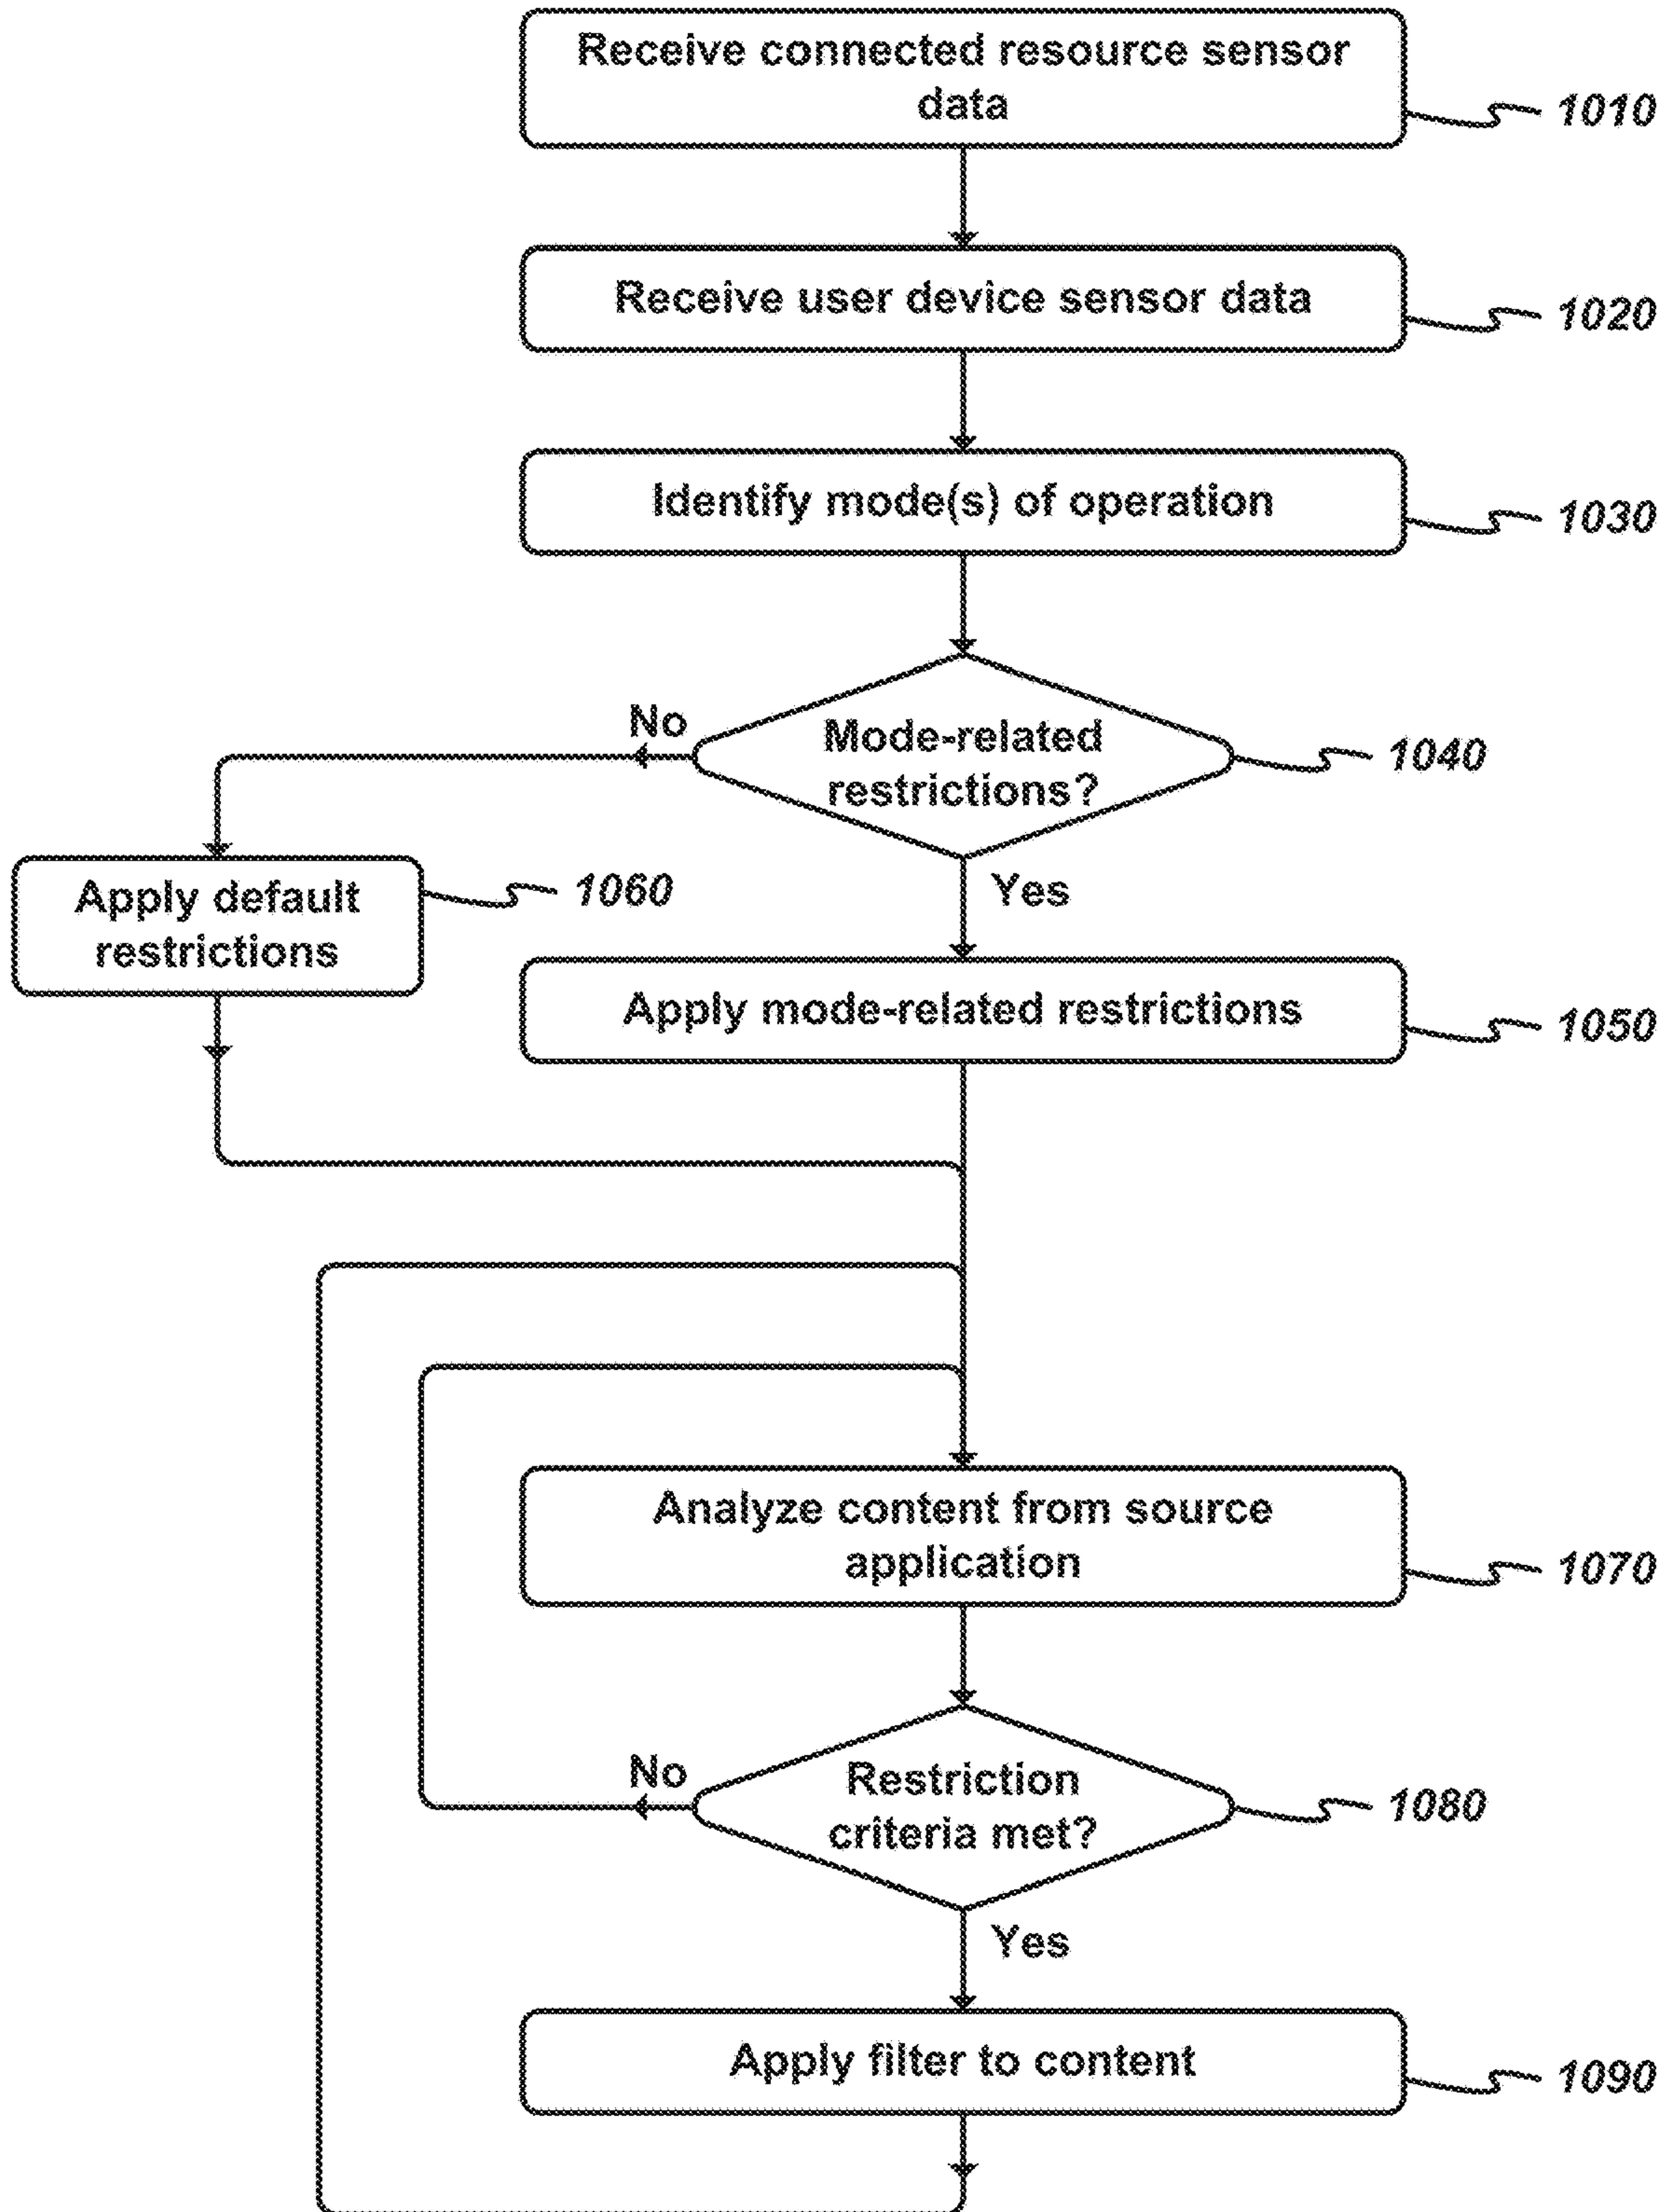 Receive connected resource sensor
data
1010
Receive user device sensor data
1020
Identify mode(s) of operation
1030
No
Mode-related
restrictions?
1040
Apply default
restrictions
1060
Yes
Apply mode-related restrictions
1050
Analyze content from source
application
1070
No
Restriction
criteria met?
1080
Yes
Apply filter to content
1090